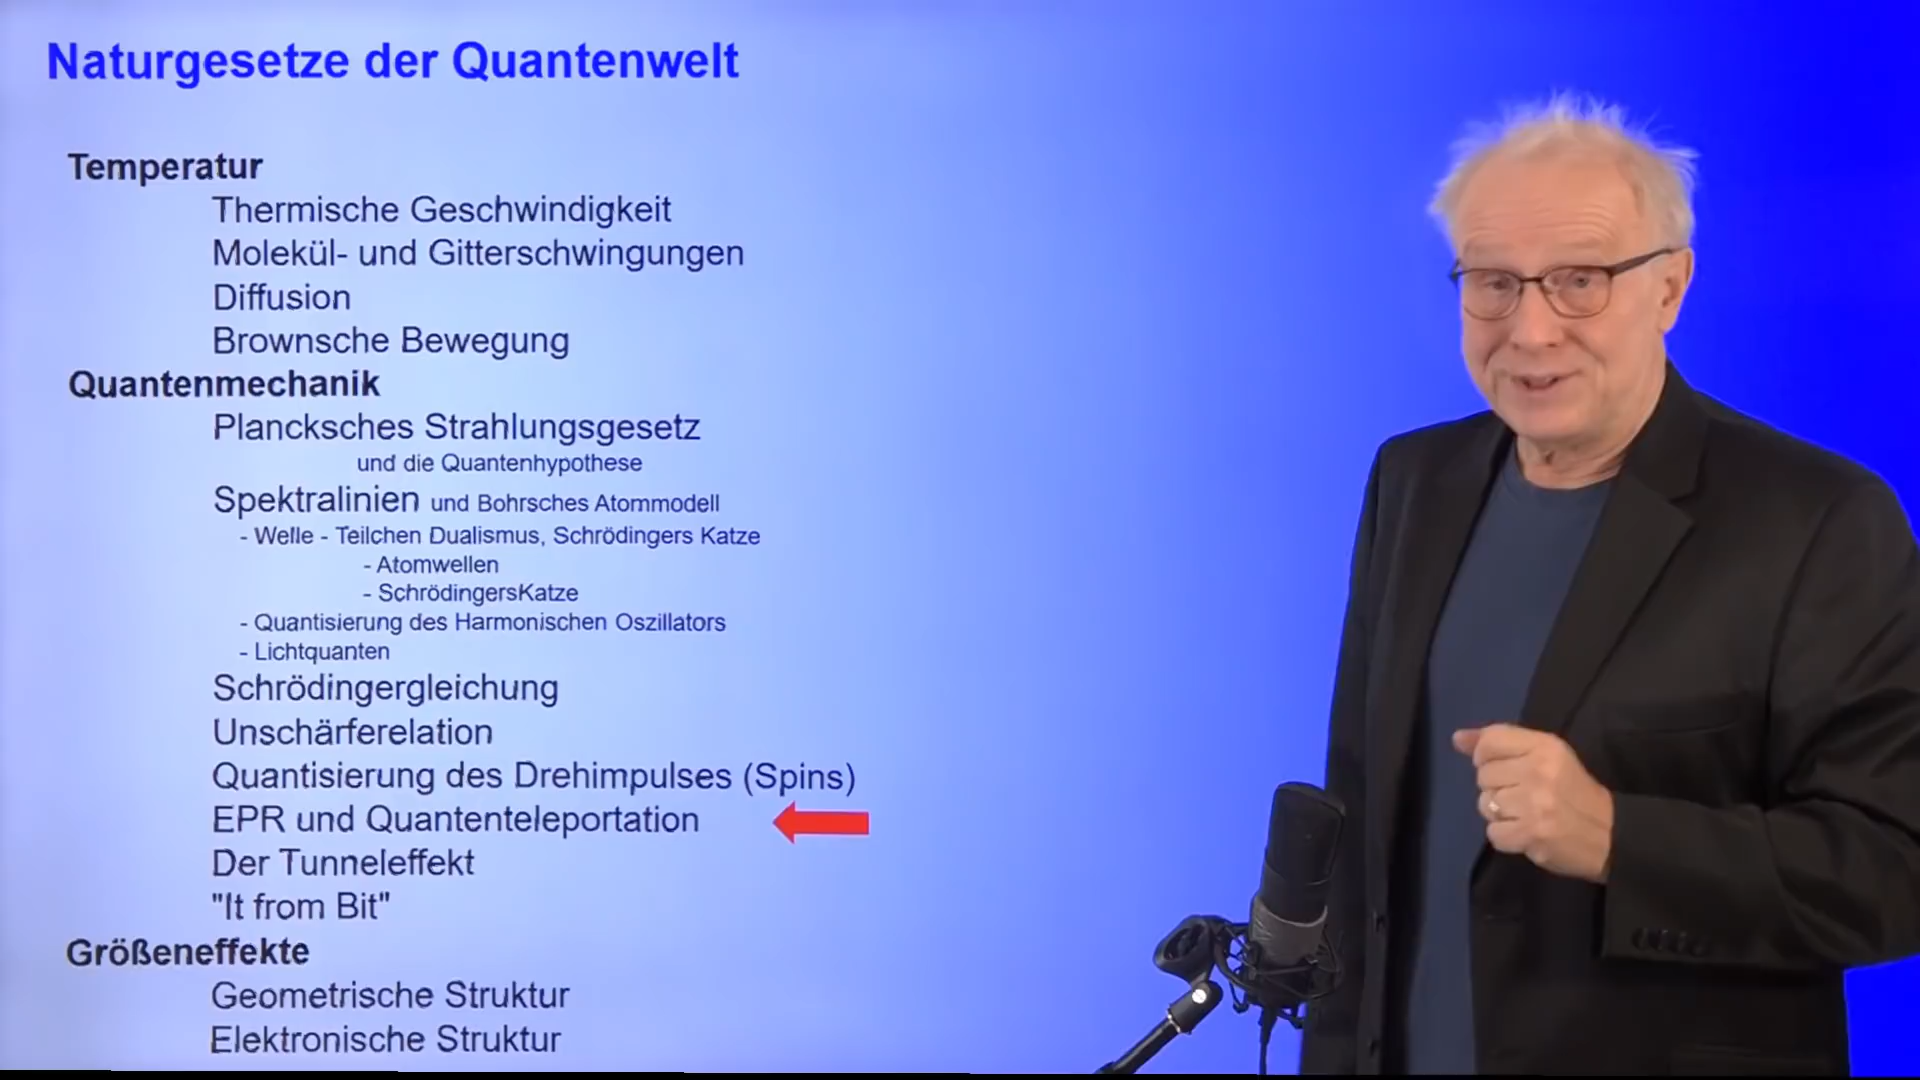 Naturgesetze der Quantenwelt
Temperatur
Thermische Geschwindigkeit
Molekül- und Gitterschwingungen
Diffusion
Brownsche Bewegung
Quantenmechanik
Plancksches Strahlungsgesetz
und die Quantenhypothese
Spektralinien und Bohrsches Atommodell
- Welle - Teilchen Dualismus, Schrödingers Katze
- Atomwellen
- SchrödingersKatze
- Quantisierung des Harmonischen Oszillators
- Lichtquanten
Schrödingergleichung
Unschärferelation
Quantisierung des Drehimpulses (Spins)
EPR und Quantenteleportation
Der Tunneleffekt
"It from Bit"
Größeneffekte
Geometrische Struktur
Elektronische Struktur